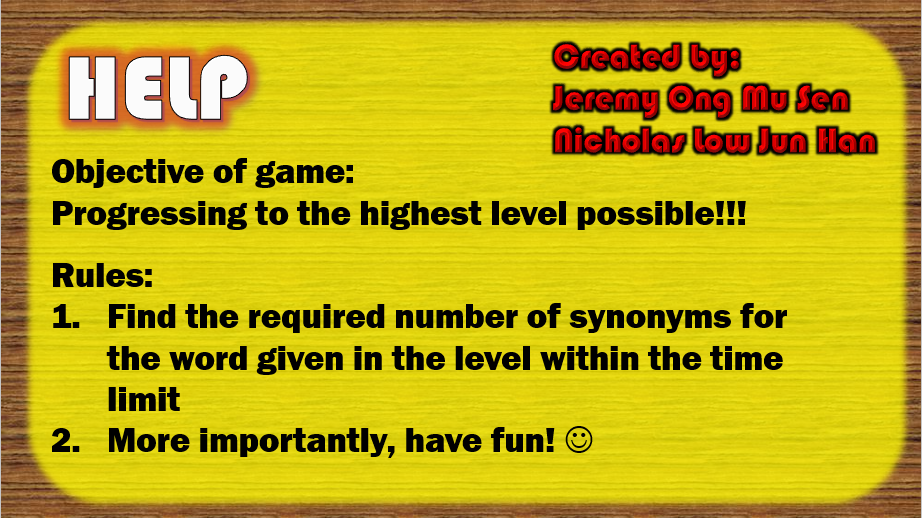 HELP
Created by:
Jeremy Ong Mu Sen
Nicholas Low Jun Han
Objective of game:
Progressing to the highest level possible!!!
Rules:
1. Find the required number of synonyms for
the word given in the level within the time
limit
2. More importantly, have fun! ☺